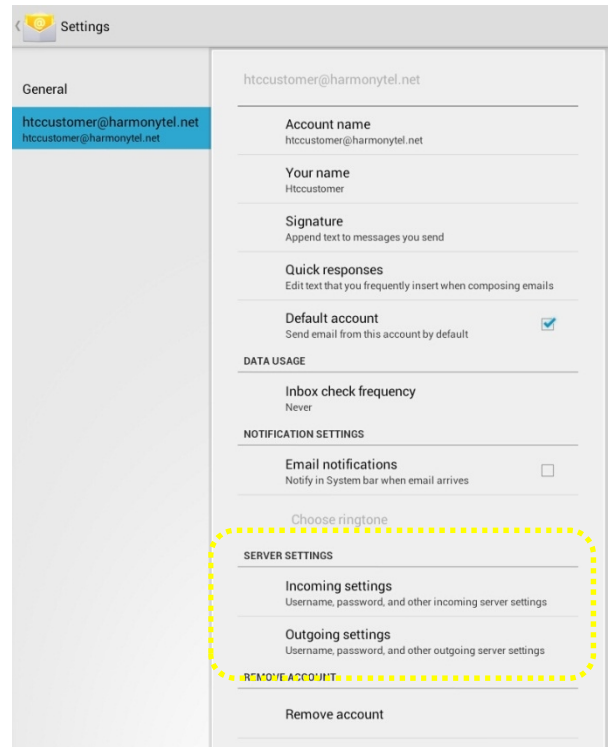 Settings
General
htccustomer@harmonytel.net
htccustomer@harmonytel.net
htccustomer@harmonytel.net
Account name
htccustomer@harmonytel.net
Your name
Htccustomer
Signature
Append text to messages you send
Quick responses
Edit text that you frequently insert when composing emails
Default account
Send email from this account by default
DATA USAGE
Inbox check frequency
Never
NOTIFICATION SETTINGS
Email notifications
Notify in System bar when email arrives
Choose ringtone
SERVER SETTINGS
Incoming settings
Username, password, and other incoming server settings
Outgoing settings
Username, password, and other outgoing server settings
REMOVE ACCOUNT
Remove account